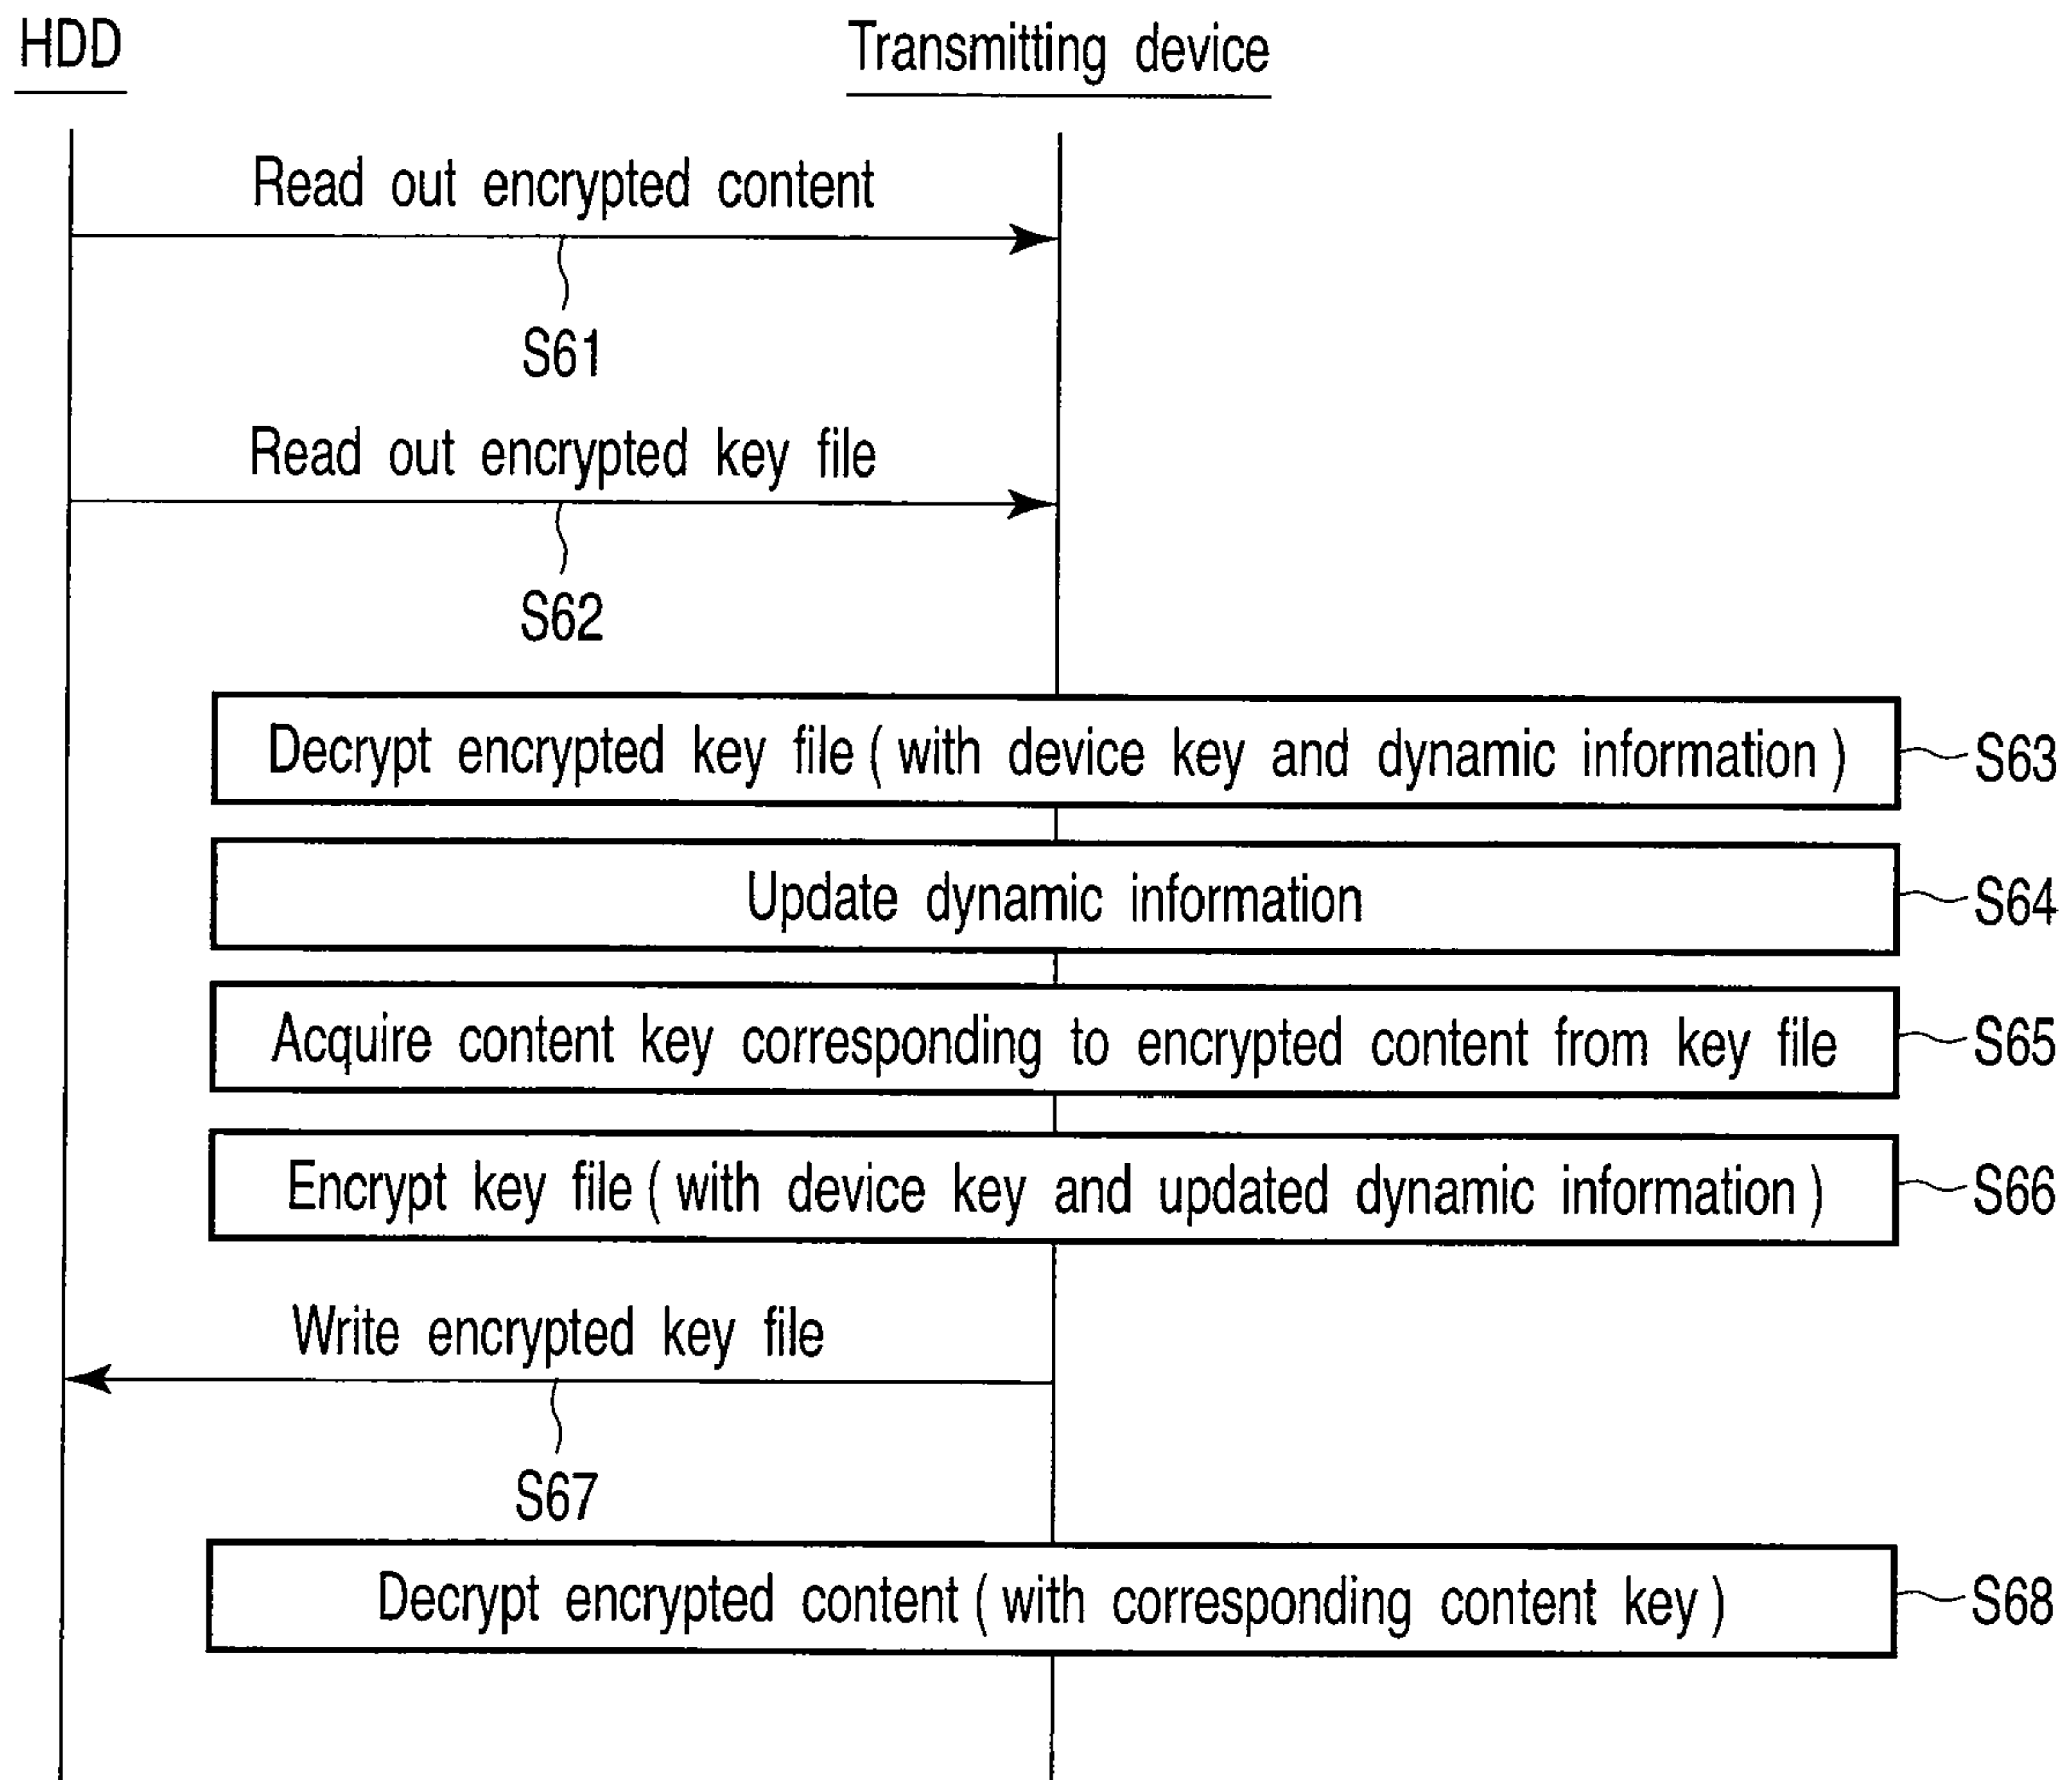 HDD
Transmitting device
Read out encrypted content
S61
Read out encrypted key file
S62
Decrypt encrypted key file (with device key and dynamic information)
S63
Update dynamic information
S64
Acquire content key corresponding to encrypted content from key file
S65
Encrypt key file (with device key and updated dynamic information)
S66
Write encrypted key file
S67
Decrypt encrypted content (with corresponding content key)
S68